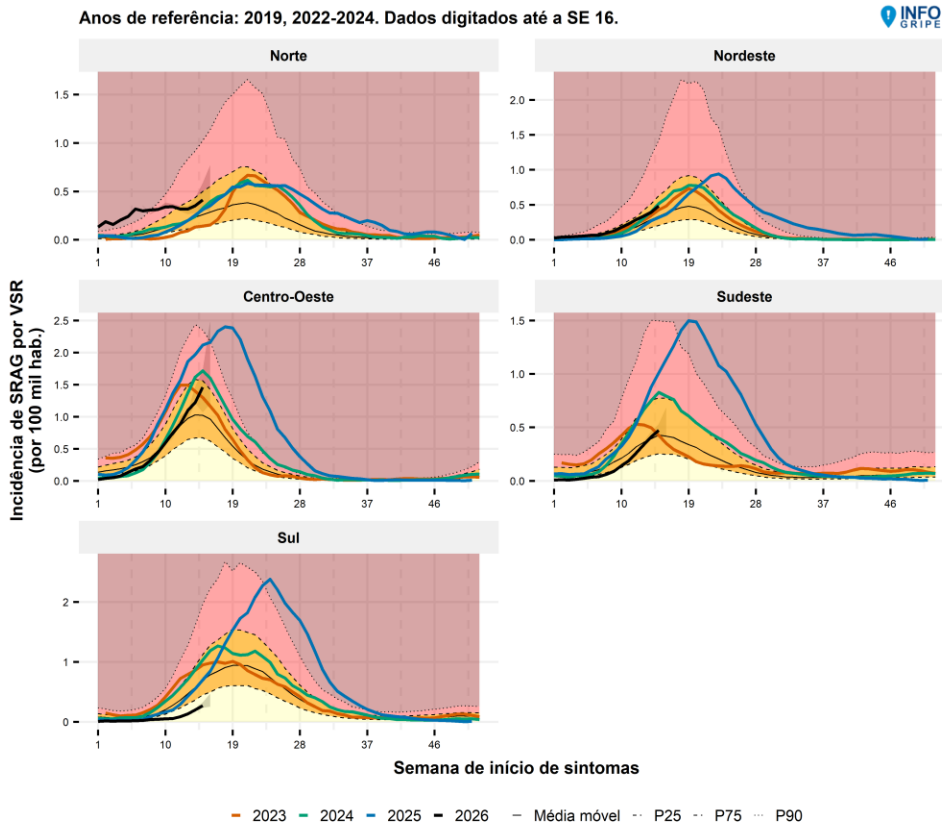 Anos de referência: 2019, 2022-2024. Dados digitados até a SE 16.
INFO
GRIPE
Norte
Nordeste
1.5
1.0
0.5
0.0
1 10 19 28 37 46
2.0
1.5
1.0
0.5
0.0
1 10 19 28 37 46
Centro-Oeste
Sudeste
2.5
2.0
1.5
1.0
0.5
0.0
1 10 19 28 37 46
1.5
1.0
0.5
0.0
1 10 19 28 37 46
Sul
2
1
0
1 10 19 28 37 46
Incidência de SRAG por VSR
(por 100 mil hab.)
Semana de início de sintomas
2023 2024 2025 2026 Média móvel P25 P75 P90